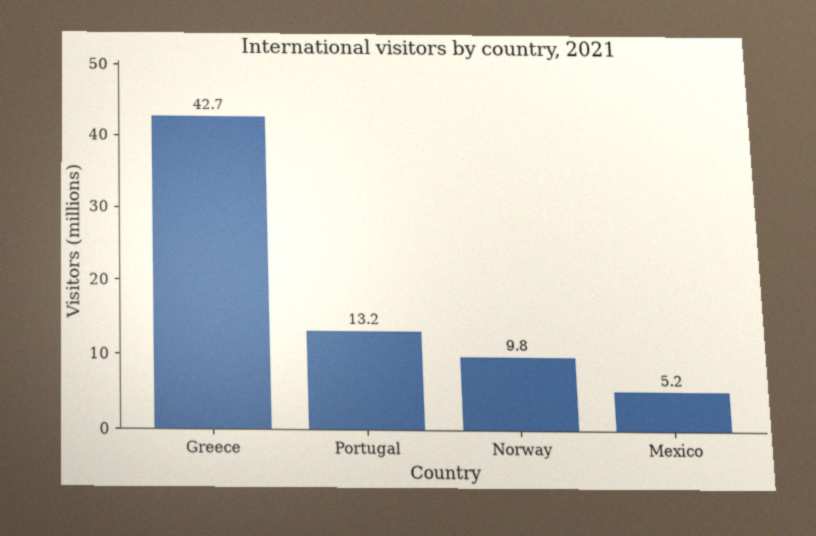 International visitors by country, 2021
Visitors (millions)
50
40
30
20
10
0
42.7
13.2
9.8
5.2
Greece
Portugal
Norway
Mexico
Country